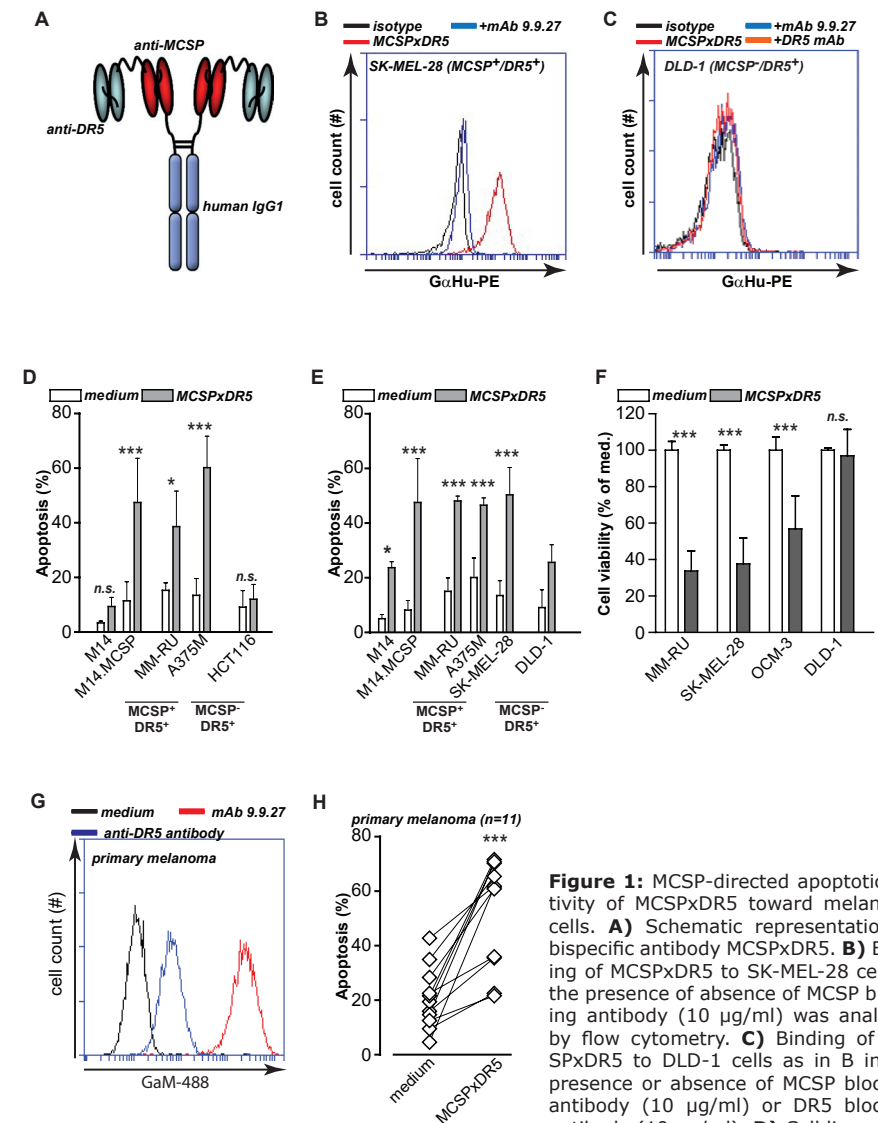 A
anti-MCSP
anti-DR5
human IgG1
B
isotype +mAb 9.9.27
MCSPxDR5
SK-MEL-28 (MCSP+/DR5+)
cell count (#)
GαHu-PE
C
isotype +mAb 9.9.27
MCSPxDR5 +DR5 mAb
DLD-1 (MCSP-/DR5+)
cell count (#)
GαHu-PE
D
medium MCSPxDR5
Apoptosis (%)
80
60
40
20
0
n.s. *** * *** n.s.
M14 M14.MCSP MM-RU A375M HCT116
MCSP+ MCSP-
DR5+ DR5+
E
medium MCSPxDR5
Apoptosis (%)
80
60
40
20
0
* *** *** *** ***
M14 M14.MCSP MM-RU A375M SK-MEL-28 DLD-1
MCSP+ MCSP-
DR5+ DR5+
F
medium MCSPxDR5
Cell viability (% of med.)
120
100
80
60
40
20
0
*** *** *** n.s.
MM-RU SK-MEL-28 OCM-3 DLD-1
G
medium mAb 9.9.27
anti-DR5 antibody
primary melanoma
cell count (#)
GaM-488
H
primary melanoma (n=11)
***
Apoptosis (%)
80
60
40
20
0
medium MCSPxDR5
Figure 1: MCSP-directed apoptotic
tivity of MCSPxDR5 toward melan
cells. A) Schematic representation
bispecific antibody MCSPxDR5. B) B
ing of MCSPxDR5 to SK-MEL-28 ce
the presence of absence of MCSP b
ing antibody (10 µg/ml) was anal
by flow cytometry. C) Binding of
SPxDR5 to DLD-1 cells as in B in
presence or absence of MCSP bloc
antibody (10 µg/ml) or DR5 bloc